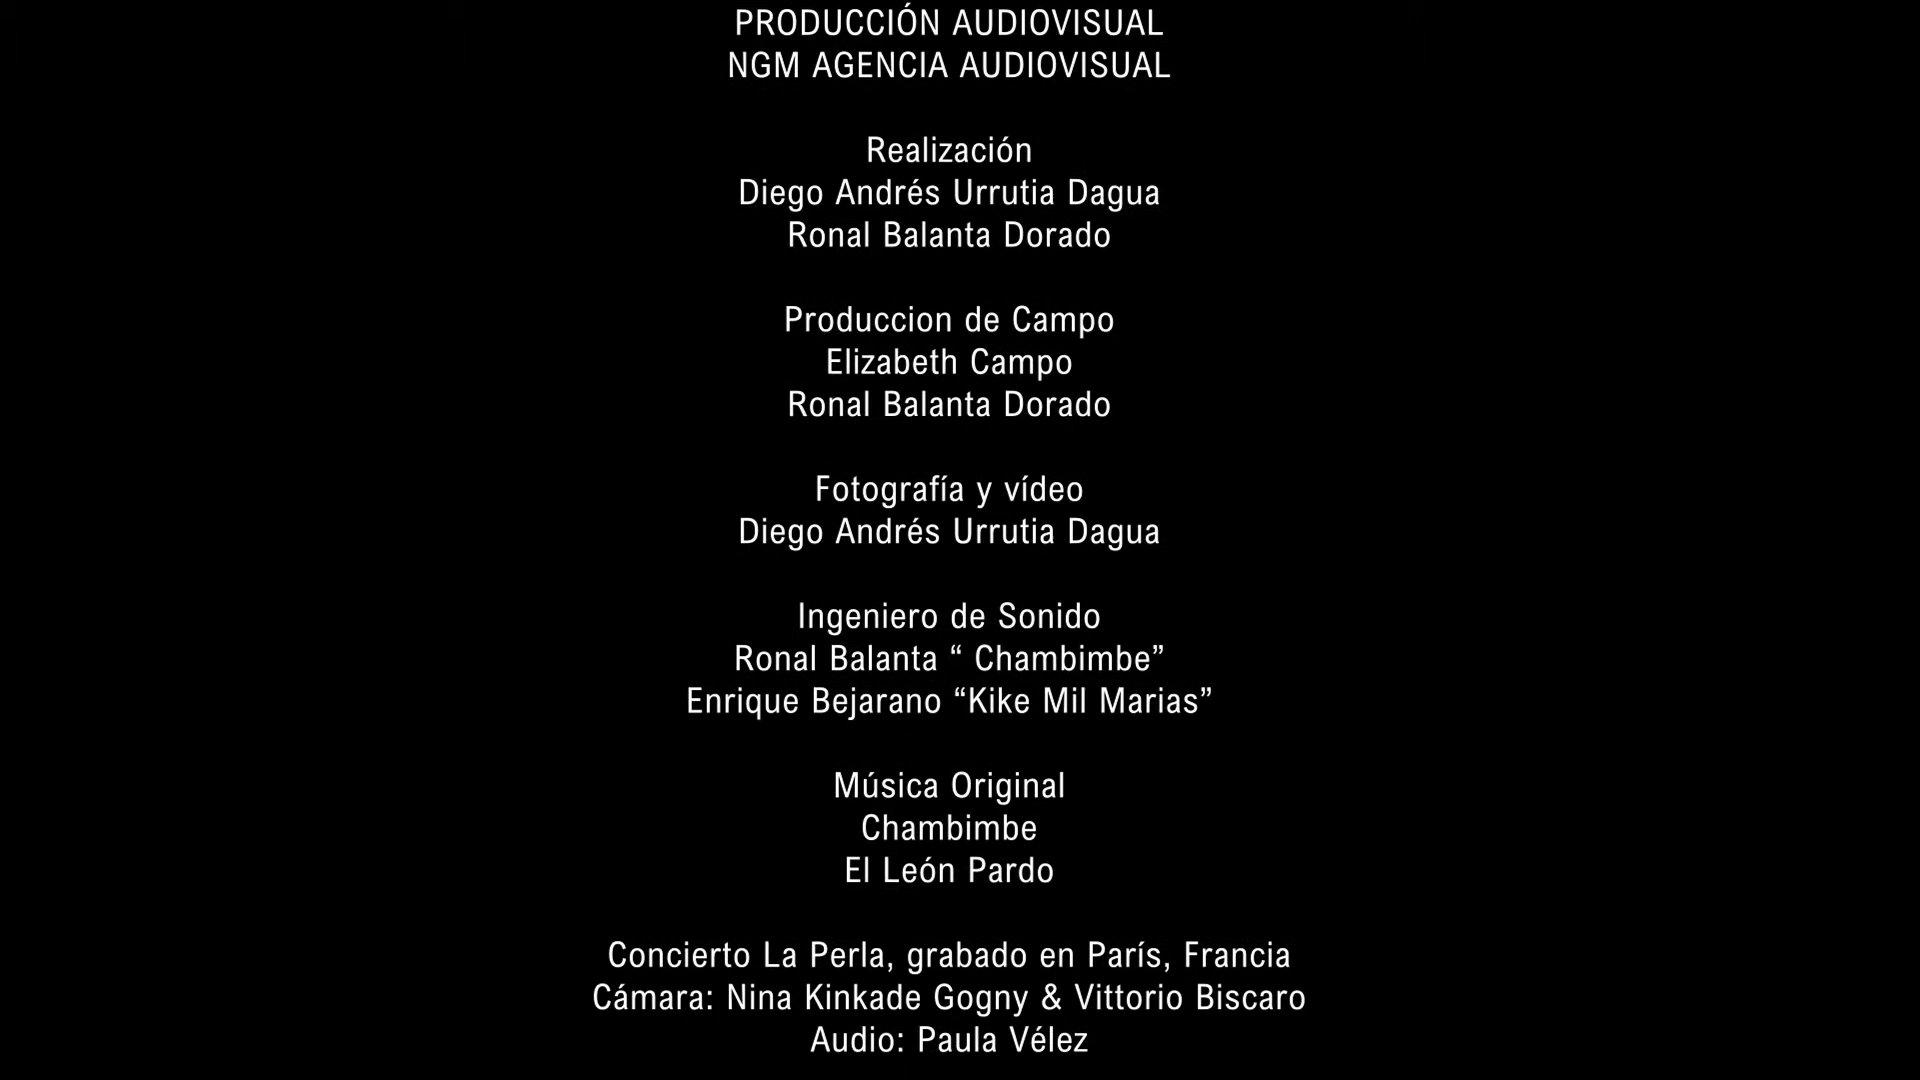 PRODUCCIÓN AUDIOVISUAL
NGM AGENCIA AUDIOVISUAL
Realización
Diego Andrés Urrutia Dagua
Ronal Balanta Dorado
Produccion de Campo
Elizabeth Campo
Ronal Balanta Dorado
Fotografía y vídeo
Diego Andrés Urrutia Dagua
Ingeniero de Sonido
Ronal Balanta “ Chambimbe”
Enrique Bejarano “Kike Mil Marias”
Música Original
Chambimbe
El León Pardo
Concierto La Perla, grabado en París, Francia
Cámara: Nina Kinkade Gogny & Vittorio Biscaro
Audio: Paula Vélez